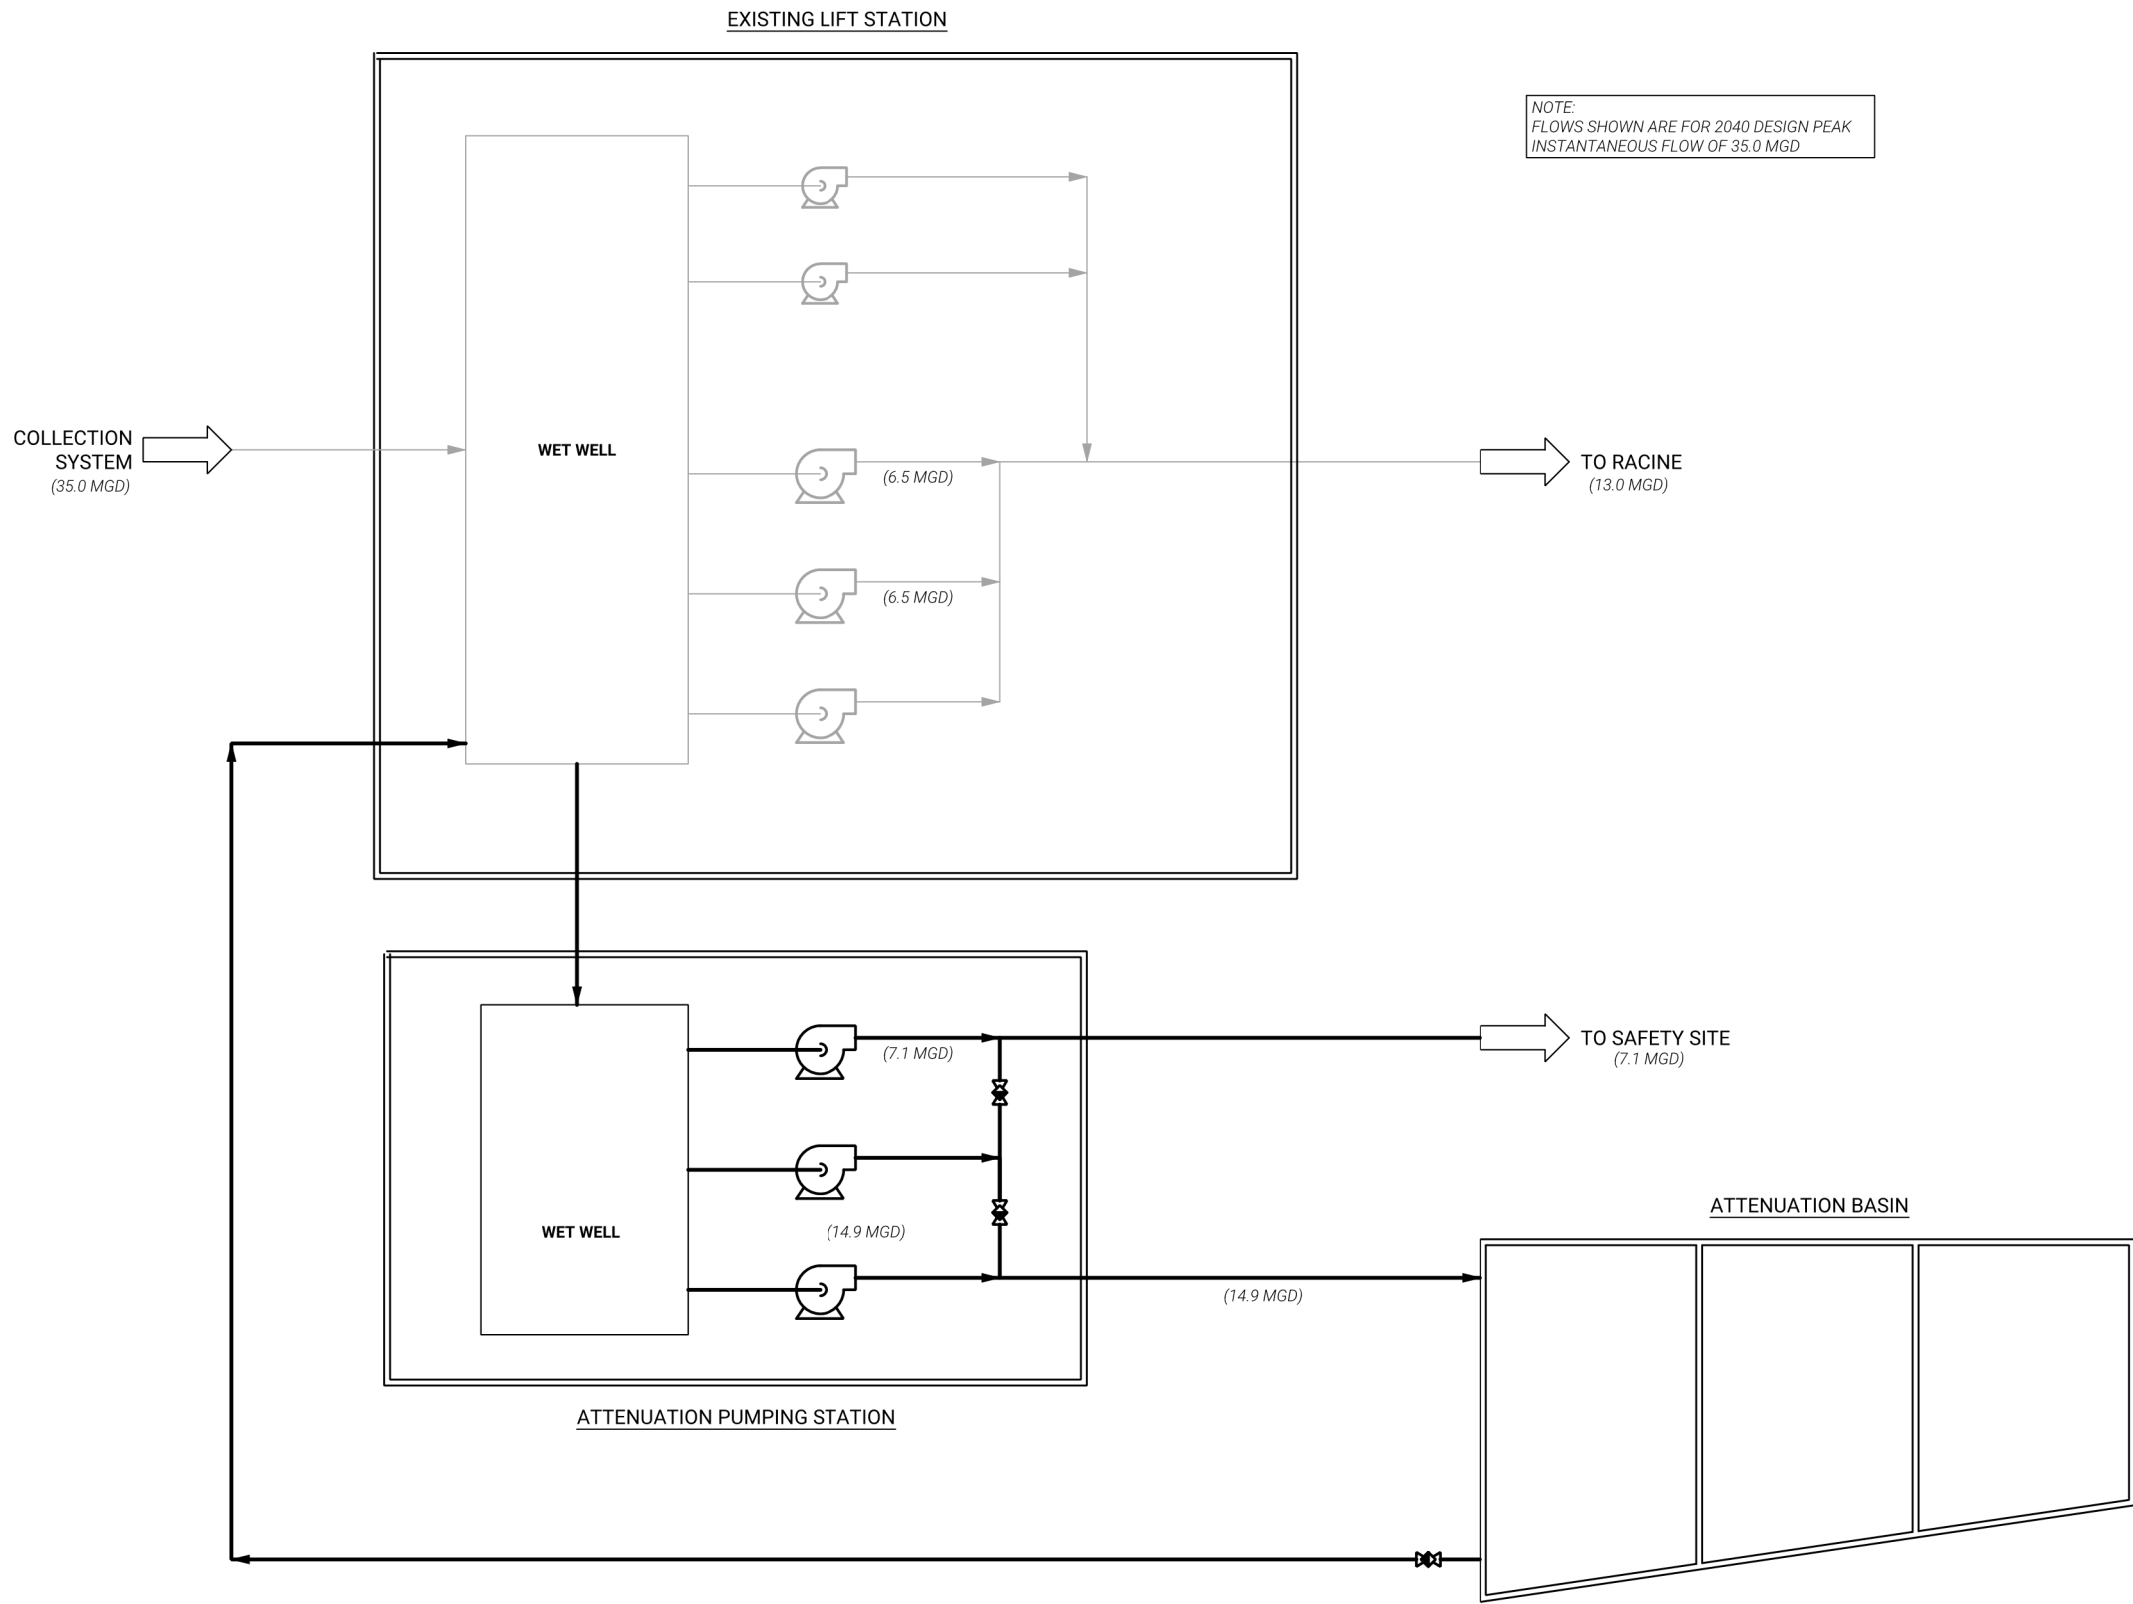 EXISTING LIFT STATION
NOTE:
FLOWS SHOWN ARE FOR 2040 DESIGN PEAK
INSTANTANEOUS FLOW OF 35.0 MGD
COLLECTION
SYSTEM
(35.0 MGD)
WET WELL
(6.5 MGD)
(6.5 MGD)
TO RACINE
(13.0 MGD)
(7.1 MGD)
TO SAFETY SITE
(7.1 MGD)
WET WELL
(14.9 MGD)
ATTENUATION BASIN
(14.9 MGD)
ATTENUATION PUMPING STATION